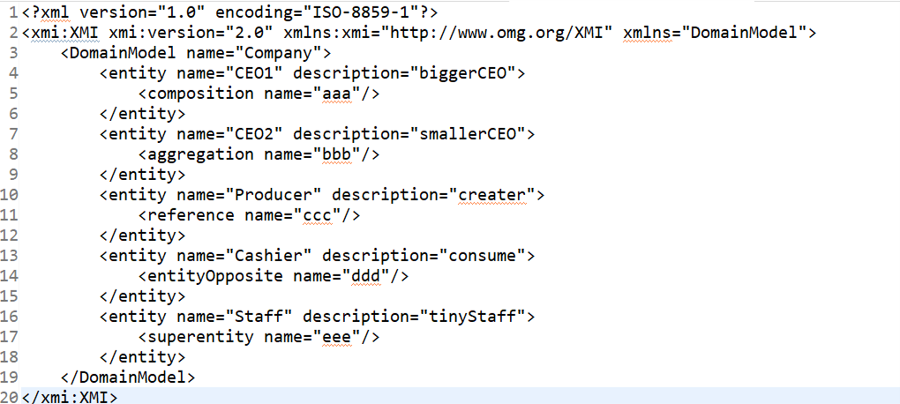 1 <?xml version="1.0" encoding="ISO-8859-1"?>
2 <xmi:XMI xmi:version="2.0" xmlns:xmi="http://www.omg.org/XMI" xmlns="DomainModel">
3 <DomainModel name="Company">
4 <entity name="CEO1" description="biggerCEO">
5 <composition name="aaa"/>
6 </entity>
7 <entity name="CEO2" description="smallerCEO">
8 <aggregation name="bbb"/>
9 </entity>
10 <entity name="Producer" description="creater">
11 <reference name="ccc"/>
12 </entity>
13 <entity name="Cashier" description="consume">
14 <entityOpposite name="ddd"/>
15 </entity>
16 <entity name="Staff" description="tinyStaff">
17 <superentity name="eee"/>
18 </entity>
19 </DomainModel>
20 </xmi:XMI>